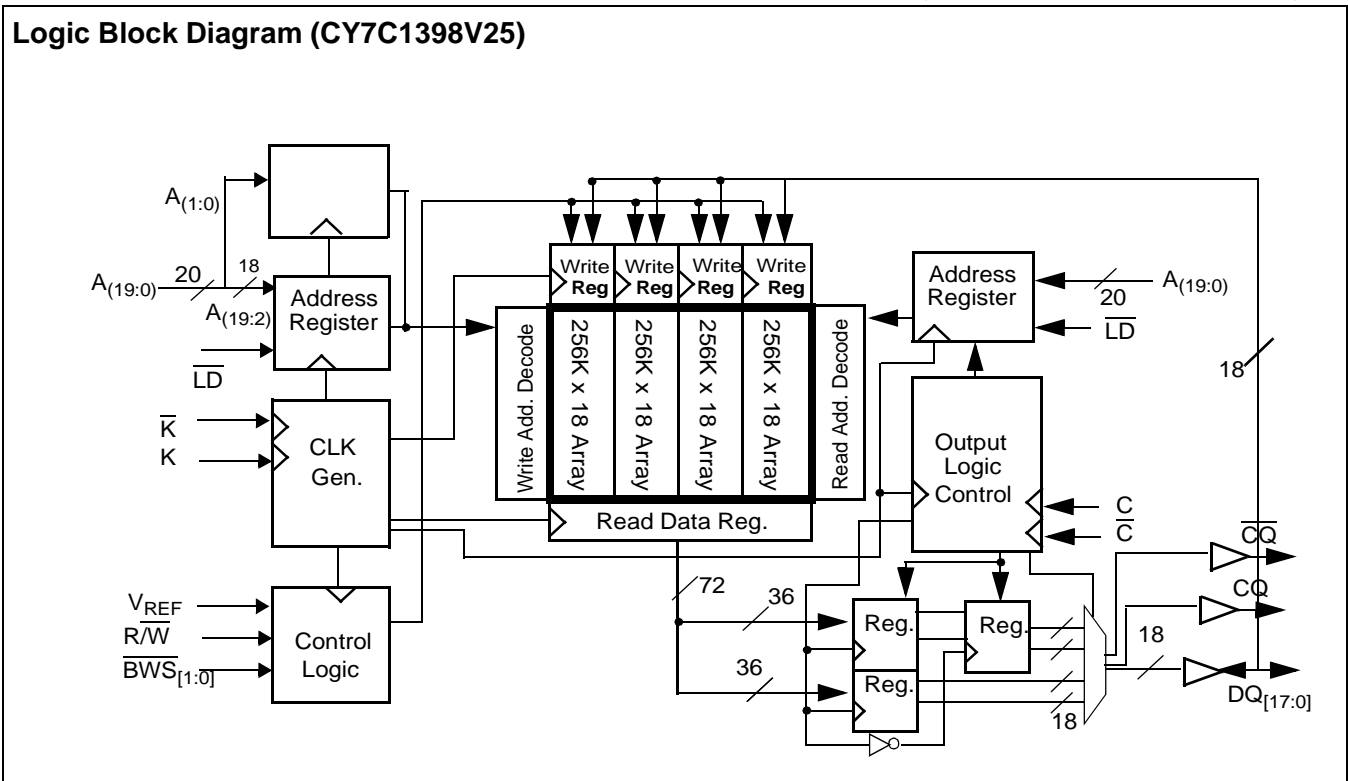 Logic Block Diagram (CY7C1398V25)
A(1:0)
A(19:0)
20
18
A(19:2)
Address
Register
LD
K
K
CLK
Gen.
VREF
R/W
BWS[1:0]
Control
Logic
Write
Reg
Write
Reg
Write
Reg
Write
Reg
Write Add. Decode
256K x 18 Array
256K x 18 Array
256K x 18 Array
256K x 18 Array
Read Add. Decode
Read Data Reg.
Address
Register
20
A(19:0)
LD
18
Output
Logic
Control
C
C
72
36
36
Reg.
Reg.
Reg.
18
CQ
CQ
18
DQ[17:0]